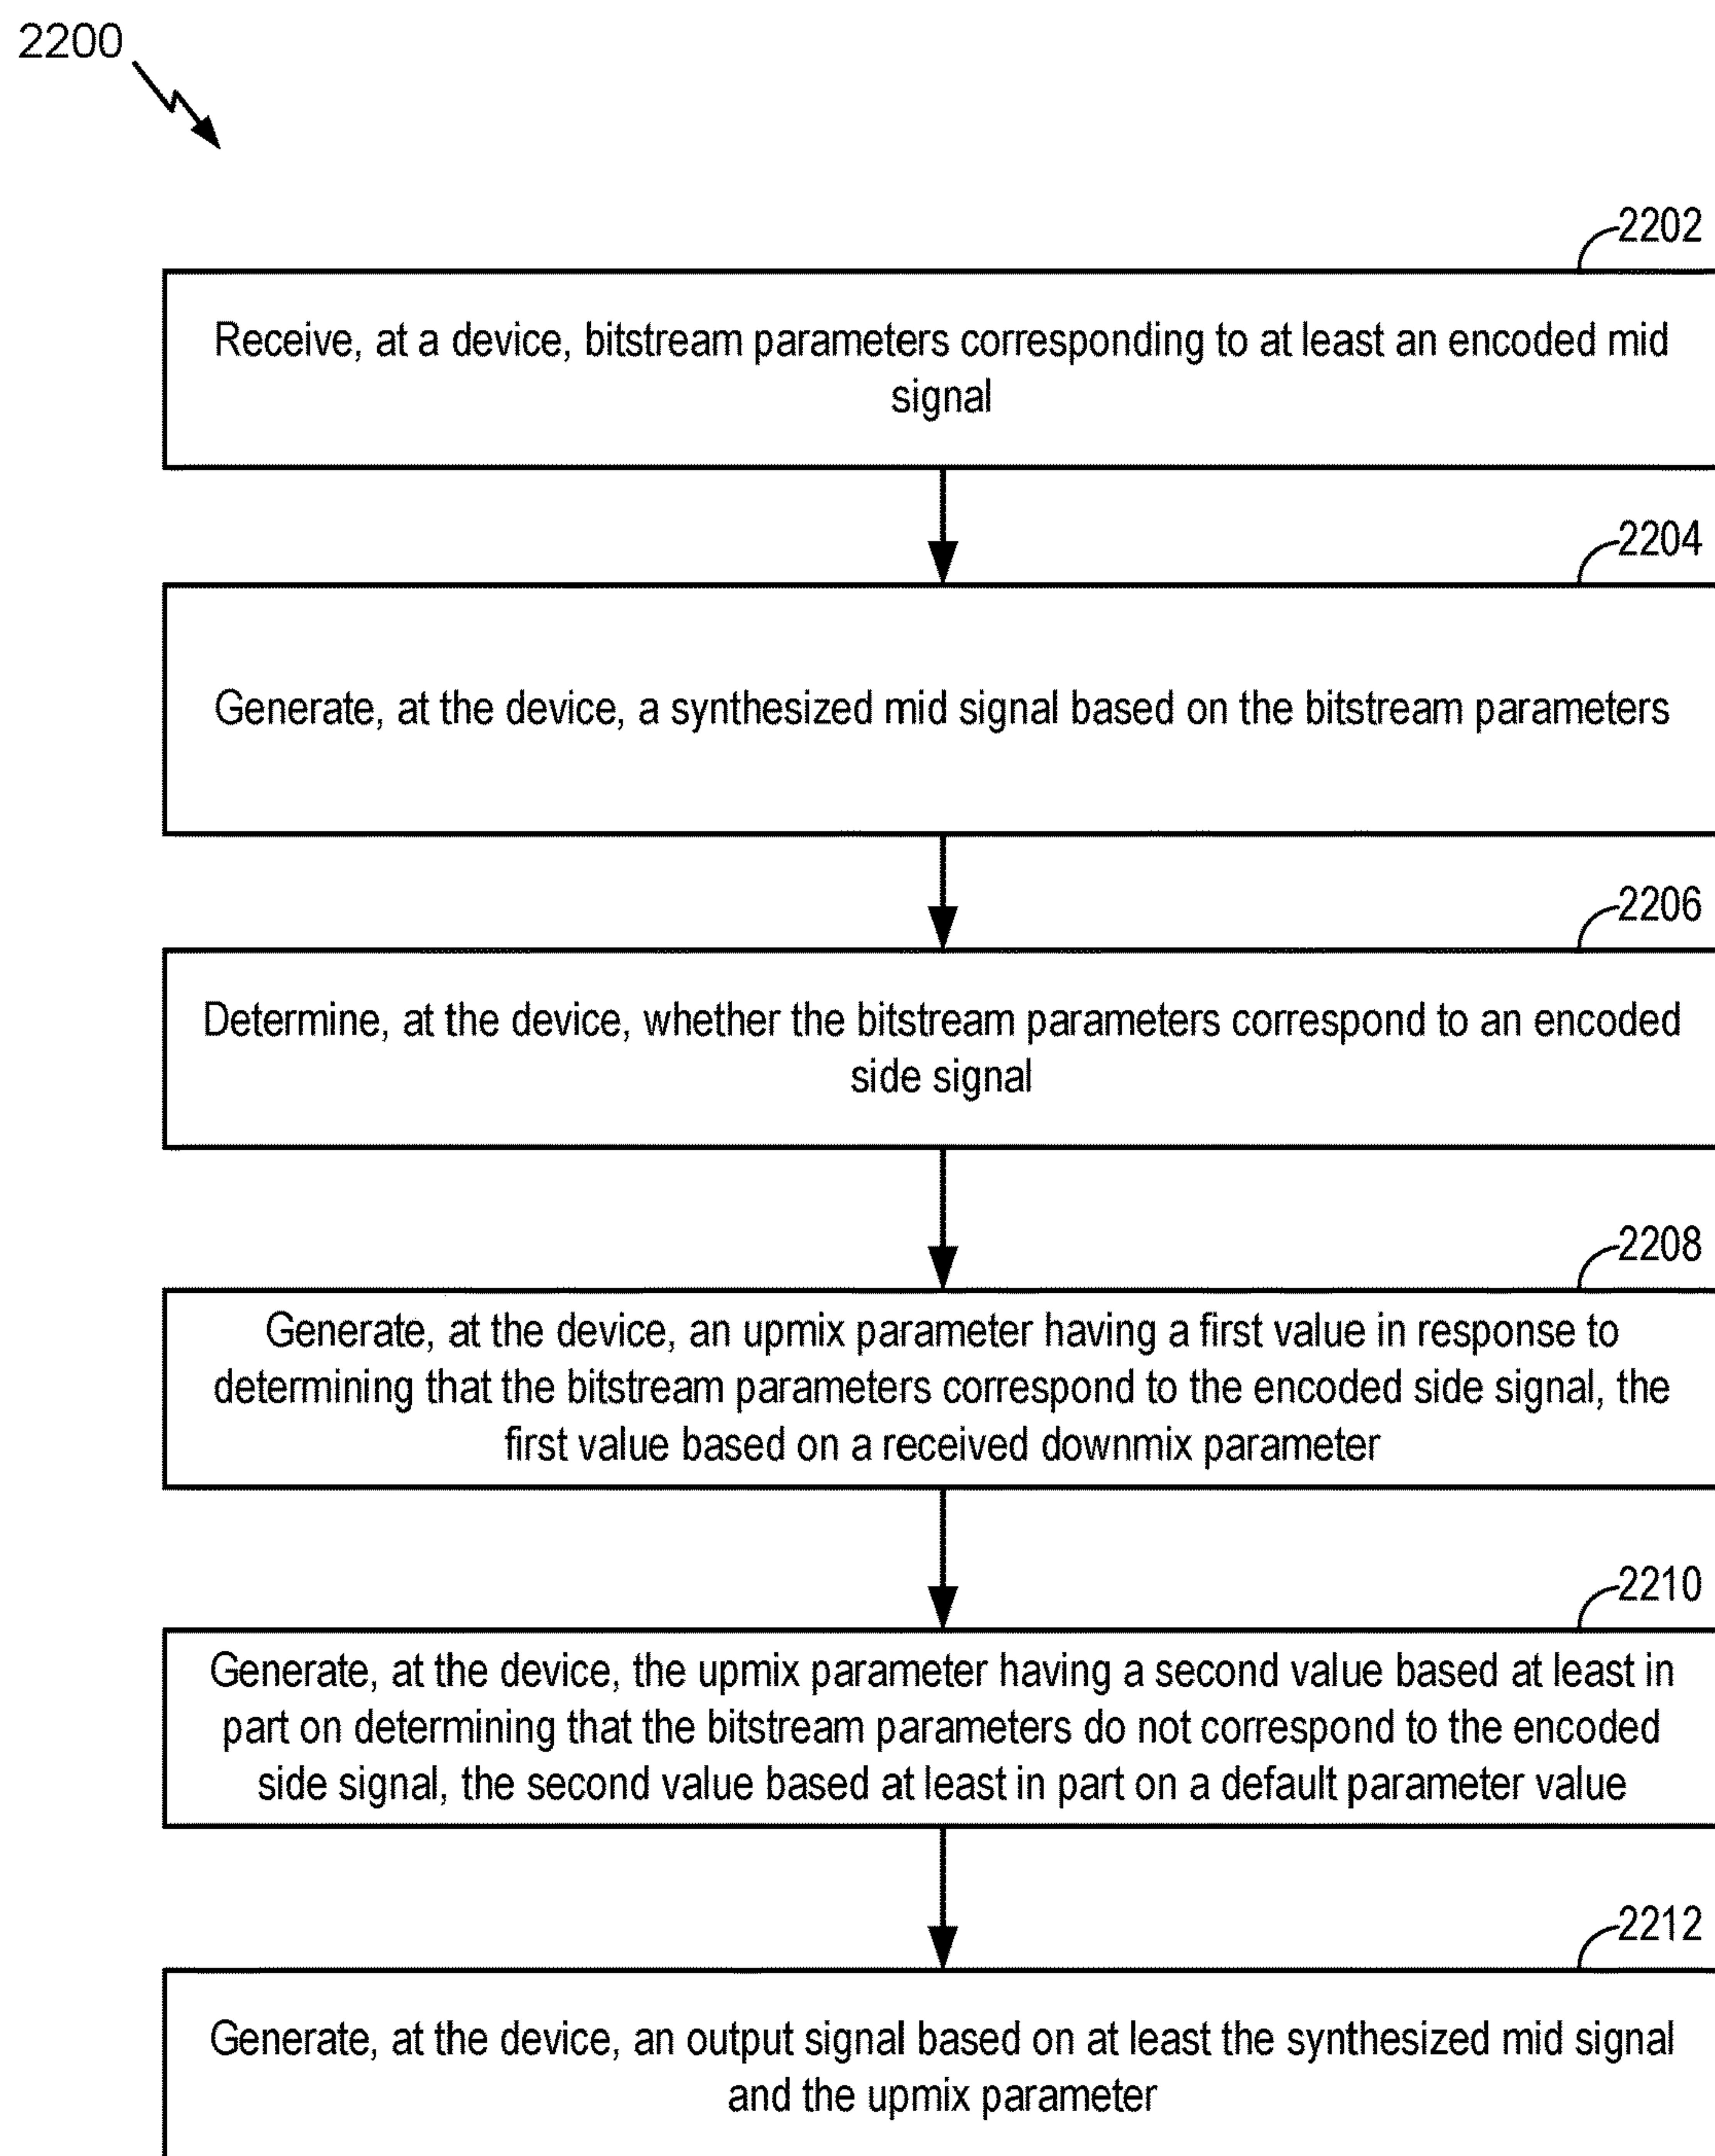 2200
2202
Receive, at a device, bitstream parameters corresponding to at least an encoded mid
signal
2204
Generate, at the device, a synthesized mid signal based on the bitstream parameters
2206
Determine, at the device, whether the bitstream parameters correspond to an encoded
side signal
2208
Generate, at the device, an upmix parameter having a first value in response to
determining that the bitstream parameters correspond to the encoded side signal, the
first value based on a received downmix parameter
2210
Generate, at the device, the upmix parameter having a second value based at least in
part on determining that the bitstream parameters do not correspond to the encoded
side signal, the second value based at least in part on a default parameter value
2212
Generate, at the device, an output signal based on at least the synthesized mid signal
and the upmix parameter